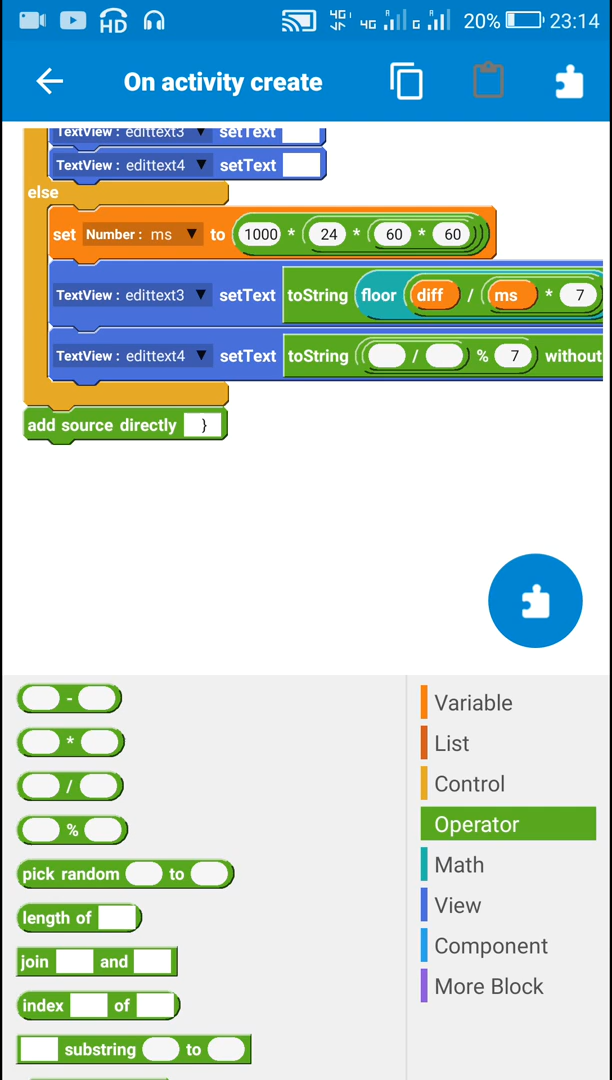 HD 4G 4G R G R 20% 23:14
On activity create
TextView : edittext3 ▼ setText
TextView : edittext4 ▼ setText
else
set Number : ms ▼ to 1000 * 24 * 60 * 60
TextView : edittext3 ▼ setText toString floor diff / ms * 7
TextView : edittext4 ▼ setText toString / % 7 without
add source directly }
-
*
/
%
pick random to
length of
join and
index of
substring to
Variable
List
Control
Operator
Math
View
Component
More Block